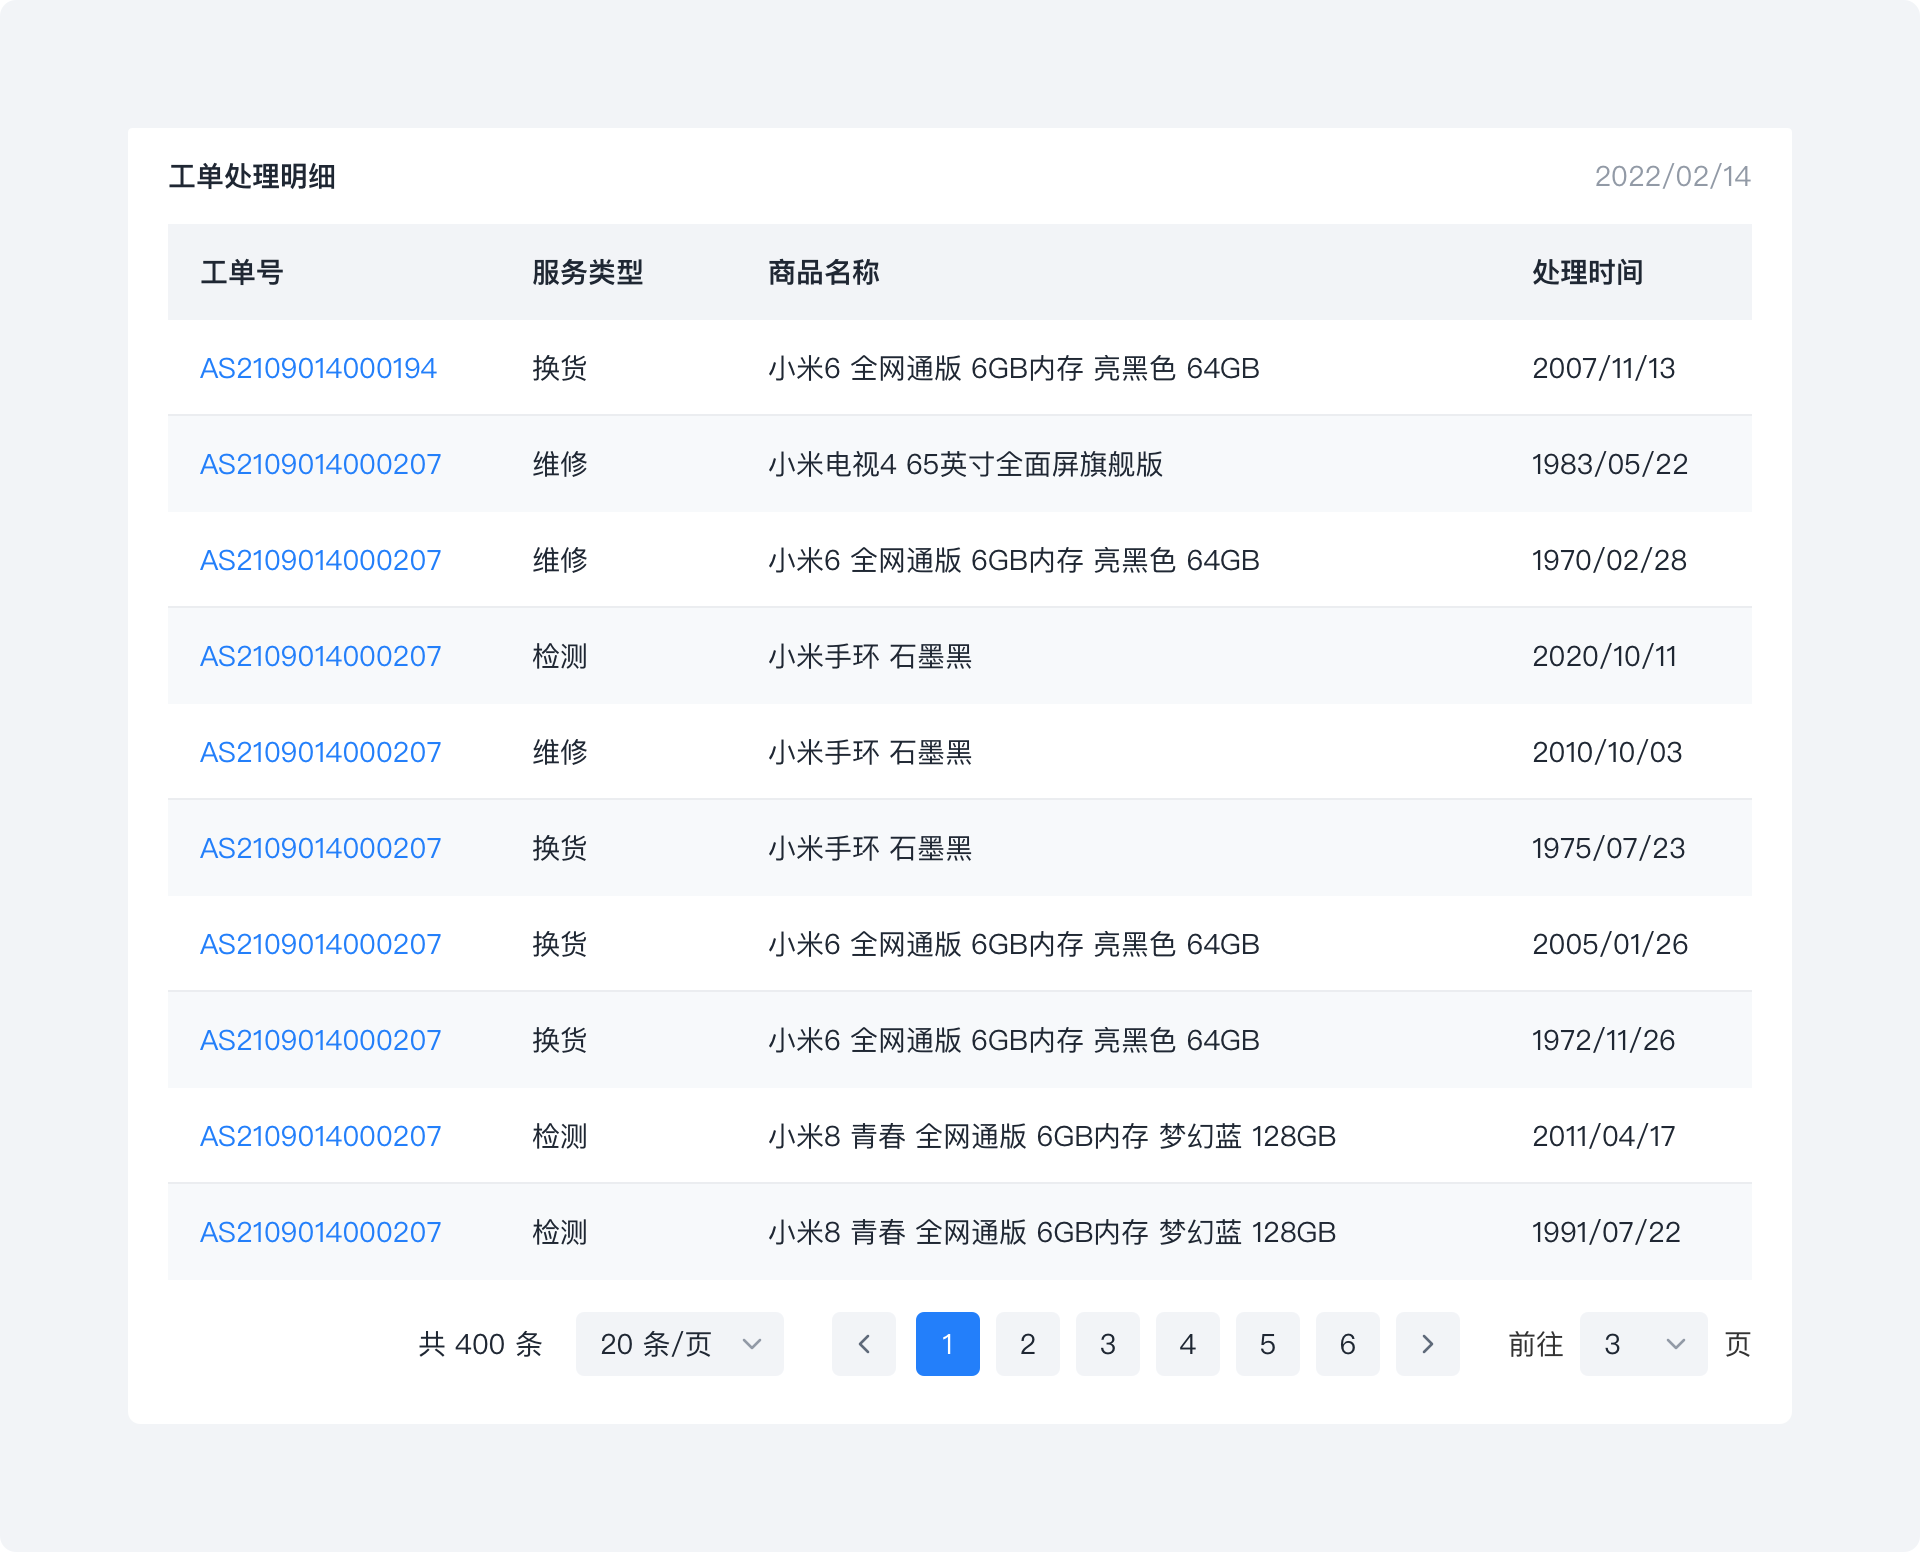 工单处理明细 2022/02/14
工单号 服务类型 商品名称 处理时间
AS2109014000194 换货 小米6 全网通版 6GB内存 亮黑色 64GB 2007/11/13
AS2109014000207 维修 小米电视4 65英寸全面屏旗舰版 1983/05/22
AS2109014000207 维修 小米6 全网通版 6GB内存 亮黑色 64GB 1970/02/28
AS2109014000207 检测 小米手环 石墨黑 2020/10/11
AS2109014000207 维修 小米手环 石墨黑 2010/10/03
AS2109014000207 换货 小米手环 石墨黑 1975/07/23
AS2109014000207 换货 小米6 全网通版 6GB内存 亮黑色 64GB 2005/01/26
AS2109014000207 换货 小米6 全网通版 6GB内存 亮黑色 64GB 1972/11/26
AS2109014000207 检测 小米8 青春 全网通版 6GB内存 梦幻蓝 128GB 2011/04/17
AS2109014000207 检测 小米8 青春 全网通版 6GB内存 梦幻蓝 128GB 1991/07/22
共 400 条 20 条/页 1 2 3 4 5 6 前往 3 页